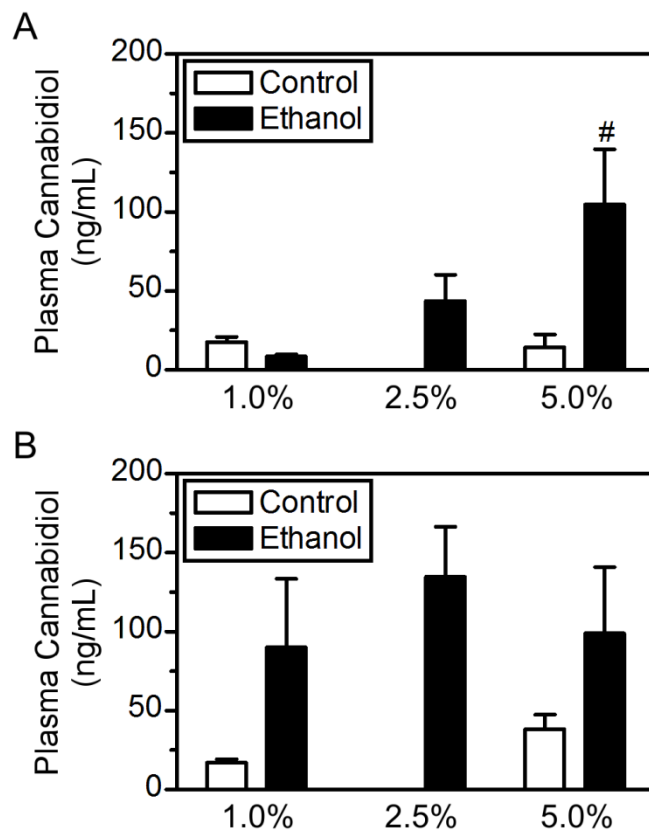 A
Plasma Cannabidiol
(ng/mL)
200
150
100
50
0
Control
Ethanol
#
1.0% 2.5% 5.0%
B
Plasma Cannabidiol
(ng/mL)
200
150
100
50
0
Control
Ethanol
1.0% 2.5% 5.0%